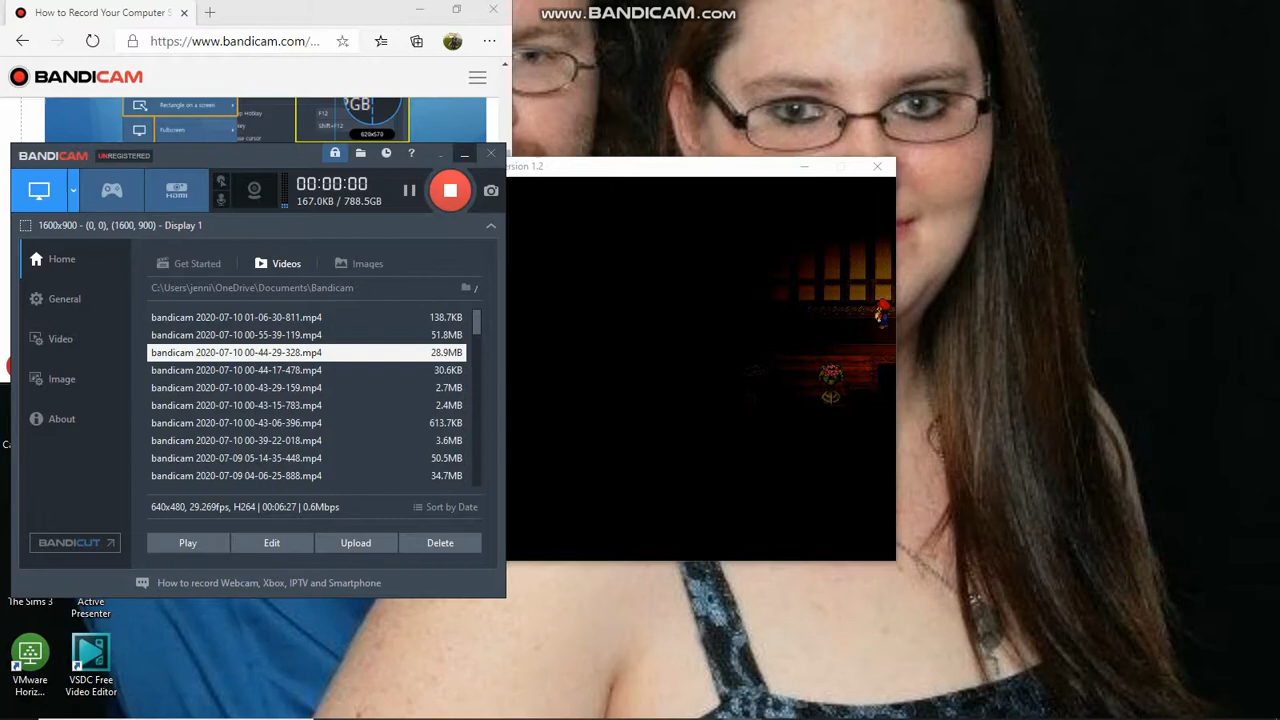 How to Record Your Computer S
www.BANDICAM.com
https://www.bandicam.com/...
BANDICAM
Rectangle on a screen
Fullscreen
GB
F12
Shift+F12
820x570
BANDICAM UNREGISTERED
ersion 1.2
HDMI
00:00:00
167.0KB / 788.5GB
1600x900 - (0, 0), (1600, 900) - Display 1
Home
General
Video
Image
About
Get Started
Videos
Images
C:\Users\jenni\OneDrive\Documents\Bandicam
bandicam 2020-07-10 01-06-30-811.mp4 138.7KB
bandicam 2020-07-10 00-55-39-119.mp4 51.8MB
bandicam 2020-07-10 00-44-29-328.mp4 28.9MB
bandicam 2020-07-10 00-44-17-478.mp4 30.6KB
bandicam 2020-07-10 00-43-29-159.mp4 2.7MB
bandicam 2020-07-10 00-43-15-783.mp4 2.4MB
bandicam 2020-07-10 00-43-06-396.mp4 613.7KB
bandicam 2020-07-10 00-39-22-018.mp4 3.6MB
bandicam 2020-07-09 05-14-35-448.mp4 50.5MB
bandicam 2020-07-09 04-06-25-888.mp4 34.7MB
640x480, 29.269fps, H264 | 00:06:27 | 0.6Mbps
Sort by Date
BANDICUT
Play
Edit
Upload
Delete
How to record Webcam, Xbox, IPTV and Smartphone
The Sims 3
Active
Presenter
VMware
Horiz...
VSDC Free
Video Editor